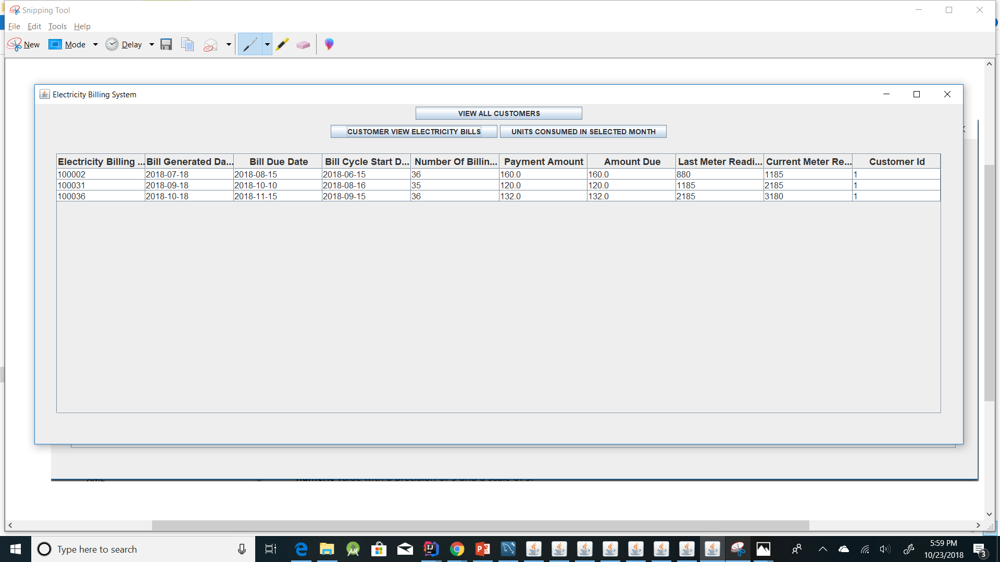 Snipping Tool
File Edit Tools Help
New Mode Delay
Electricity Billing System
VIEW ALL CUSTOMERS
CUSTOMER VIEW ELECTRICITY BILLS UNITS CONSUMED IN SELECTED MONTH
Electricity Billing ... Bill Generated Da... Bill Due Date Bill Cycle Start D... Number Of Billin... Payment Amount Amount Due Last Meter Readi... Current Meter Re... Customer Id
100002 2018-07-18 2018-08-15 2018-06-15 36 160.0 160.0 880 1185 1
100031 2018-09-18 2018-10-10 2018-08-16 35 120.0 120.0 1185 2185 1
100036 2018-10-18 2018-11-15 2018-09-15 36 132.0 132.0 2185 3180 1
Type here to search
5:59 PM
10/23/2018
3